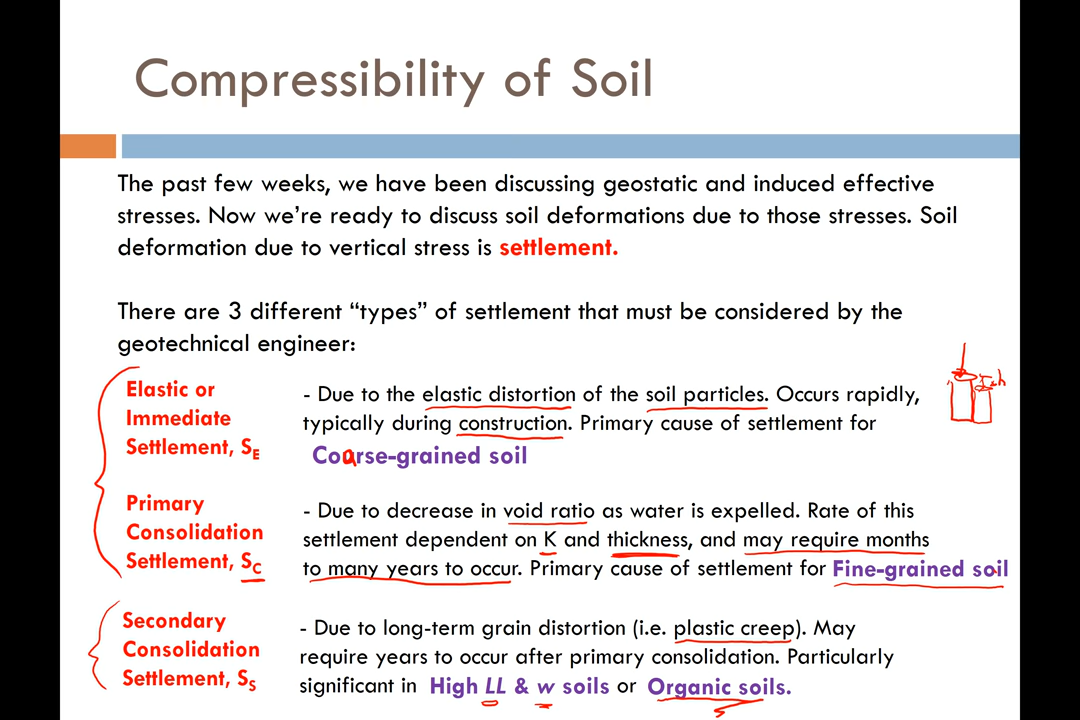 Compressibility of Soil
The past few weeks, we have been discussing geostatic and induced effective
stresses. Now we're ready to discuss soil deformations due to those stresses. Soil
deformation due to vertical stress is settlement.
There are 3 different "types" of settlement that must be considered by the
geotechnical engineer:
Elastic or
Immediate
Settlement, SE
- Due to the elastic distortion of the soil particles. Occurs rapidly,
typically during construction. Primary cause of settlement for
Coarse-grained soil
Primary
Consolidation
Settlement, SC
- Due to decrease in void ratio as water is expelled. Rate of this
settlement dependent on K and thickness, and may require months
to many years to occur. Primary cause of settlement for Fine-grained soil
Secondary
Consolidation
Settlement, SS
- Due to long-term grain distortion (i.e. plastic creep). May
require years to occur after primary consolidation. Particularly
significant in High LL & w soils or Organic soils.